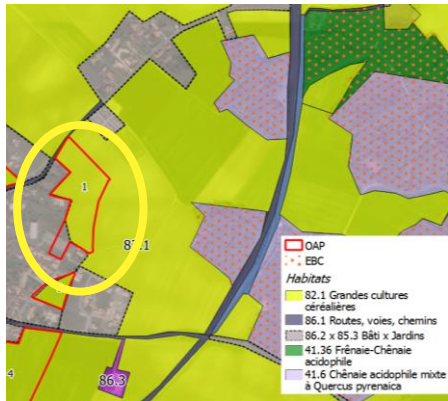 1
82.1
86.3
4
OAP
EBC
Habitats
82.1 Grandes cultures
céréalières
86.1 Routes, voies, chemins
86.2 x 85.3 Bâti x Jardins
41.36 Frênaie-Chênaie
acidophile
41.6 Chênaie acidophile mixte
à Quercus pyrenaica